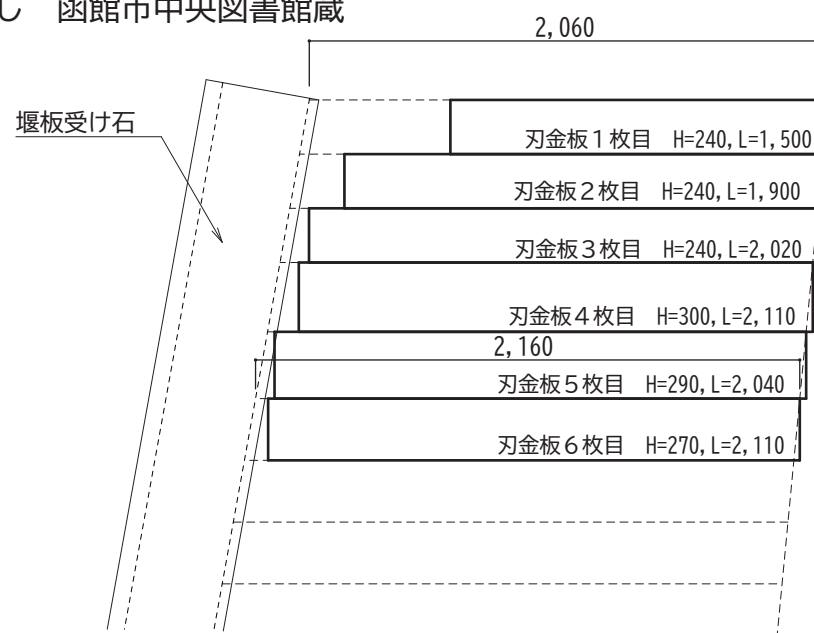 し 函館市中央図書館蔵
2,060
堰板受け石
刃金板1枚目 H=240, L=1,500
刃金板2枚目 H=240, L=1,900
刃金板3枚目 H=240, L=2,020
刃金板4枚目 H=300, L=2,110
2,160
刃金板5枚目 H=290, L=2,040
刃金板6枚目 H=270, L=2,110